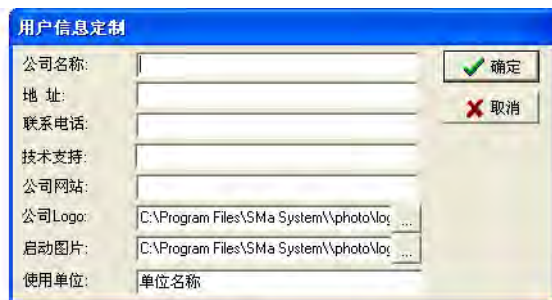 用户信息定制
公司名称:
确定
地 址:
取消
联系电话:
技术支持:
公司网站:
公司Logo: C:\Program Files\SMa System\\photo\log ...
启动图片: C:\Program Files\SMa System\\photo\log ...
使用单位: 单位名称